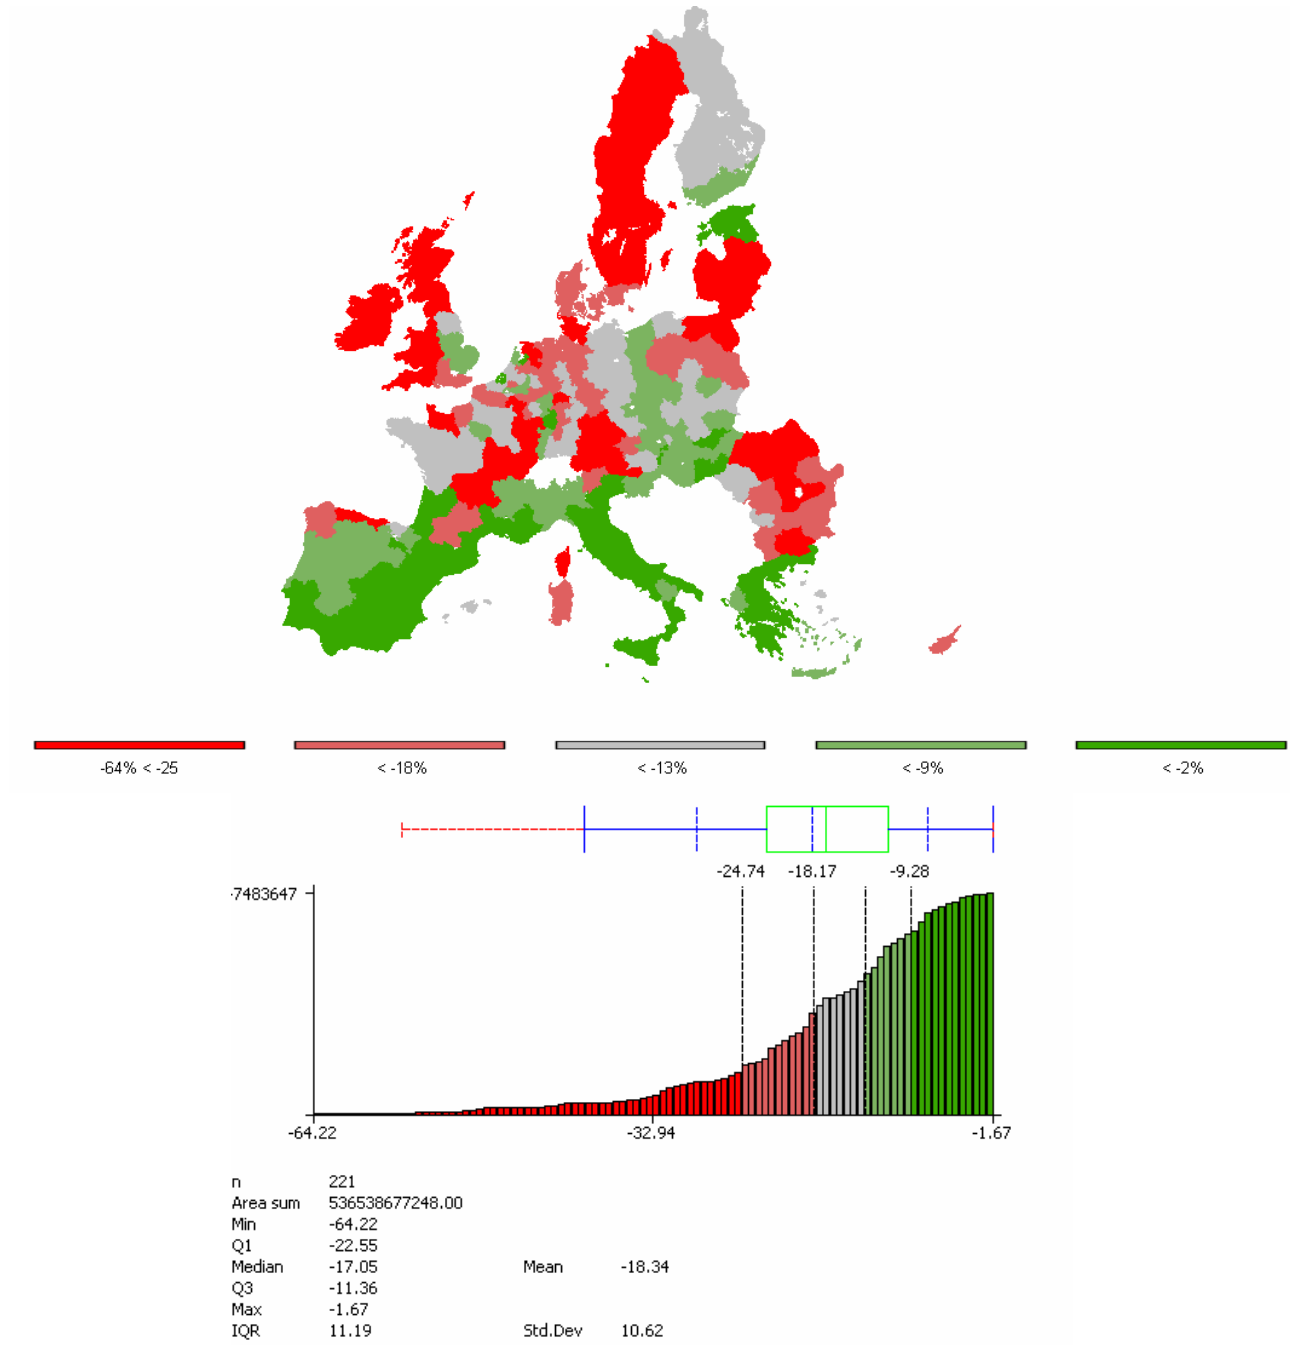 -64% < -25 < -18% < -13% < -9% < -2%
-24.74 -18.17 -9.28
-7483647
-64.22 -32.94 -1.67
n 221
Area sum 536538677248.00
Min -64.22
Q1 -22.55
Median -17.05 Mean -18.34
Q3 -11.36
Max -1.67
IQR 11.19 Std.Dev 10.62